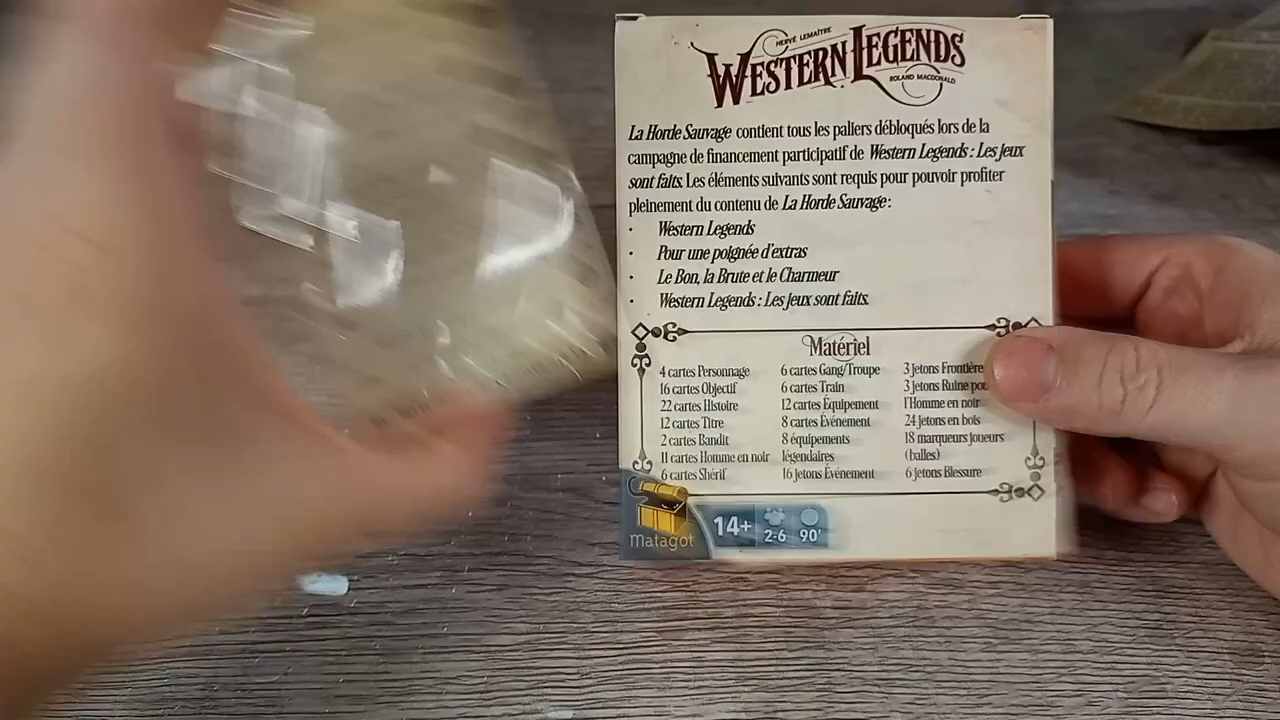 HERVÉ LEMAÎTRE
WESTERN LEGENDS
ROLAND MACDONALD
La Horde Sauvage contient tous les paliers débloqués lors de la
campagne de financement participatif de Western Legends : Les jeux
sont faits. Les éléments suivants sont requis pour pouvoir profiter
pleinement du contenu de La Horde Sauvage :
· Western Legends
· Pour une poignée d'extras
· Le Bon, la Brute et le Charmeur
· Western Legends : Les jeux sont faits.
Matériel
4 cartes Personnage
16 cartes Objectif
22 cartes Histoire
12 cartes Titre
2 cartes Bandit
11 cartes Homme en noir
6 cartes Shérif
6 cartes Gang/Troupe
6 cartes Train
12 cartes Équipement
8 cartes Événement
8 équipements
légendaires
16 jetons Événement
3 jetons Frontière
3 jetons Ruine
l'Homme en noir
24 jetons en bois
18 marqueurs joueurs
(balles)
6 jetons Blessure
matagot
14+
2-6
90'